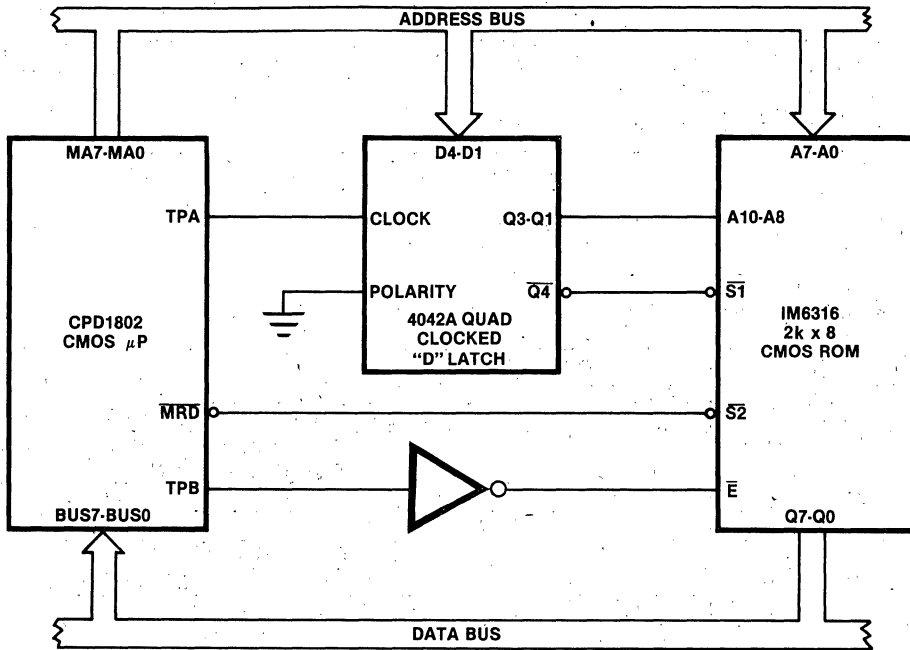 ADDRESS BUS
MA7-MA0
TPA
CPD1802
CMOS μP
MRD
TPB
BUS7-BUS0
D4-D1
CLOCK
Q3-Q1
POLARITY
Q4
4042A QUAD
CLOCKED
"D" LATCH
A7-A0
A10-A8
S1
IM6316
2k x 8
CMOS ROM
S2
E
Q7-Q0
DATA BUS